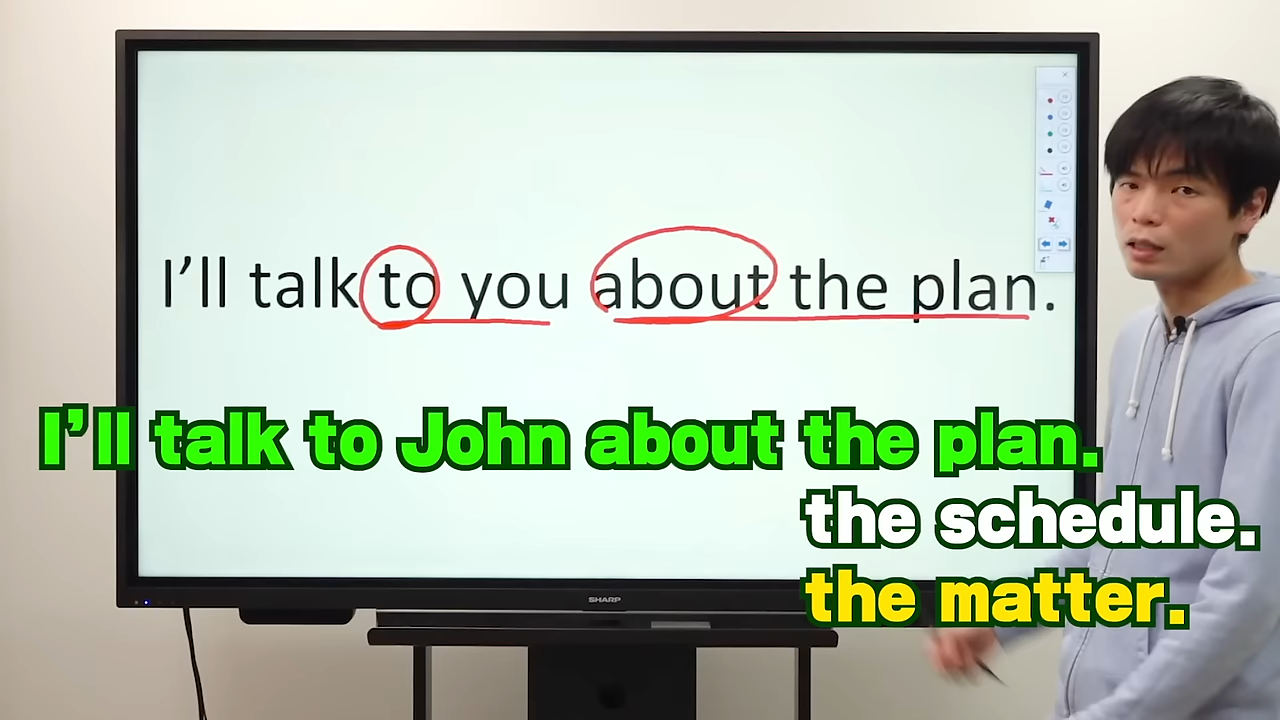 I'll talk to you about the plan.
I'll talk to John about the plan.
the schedule.
the matter.
SHARP